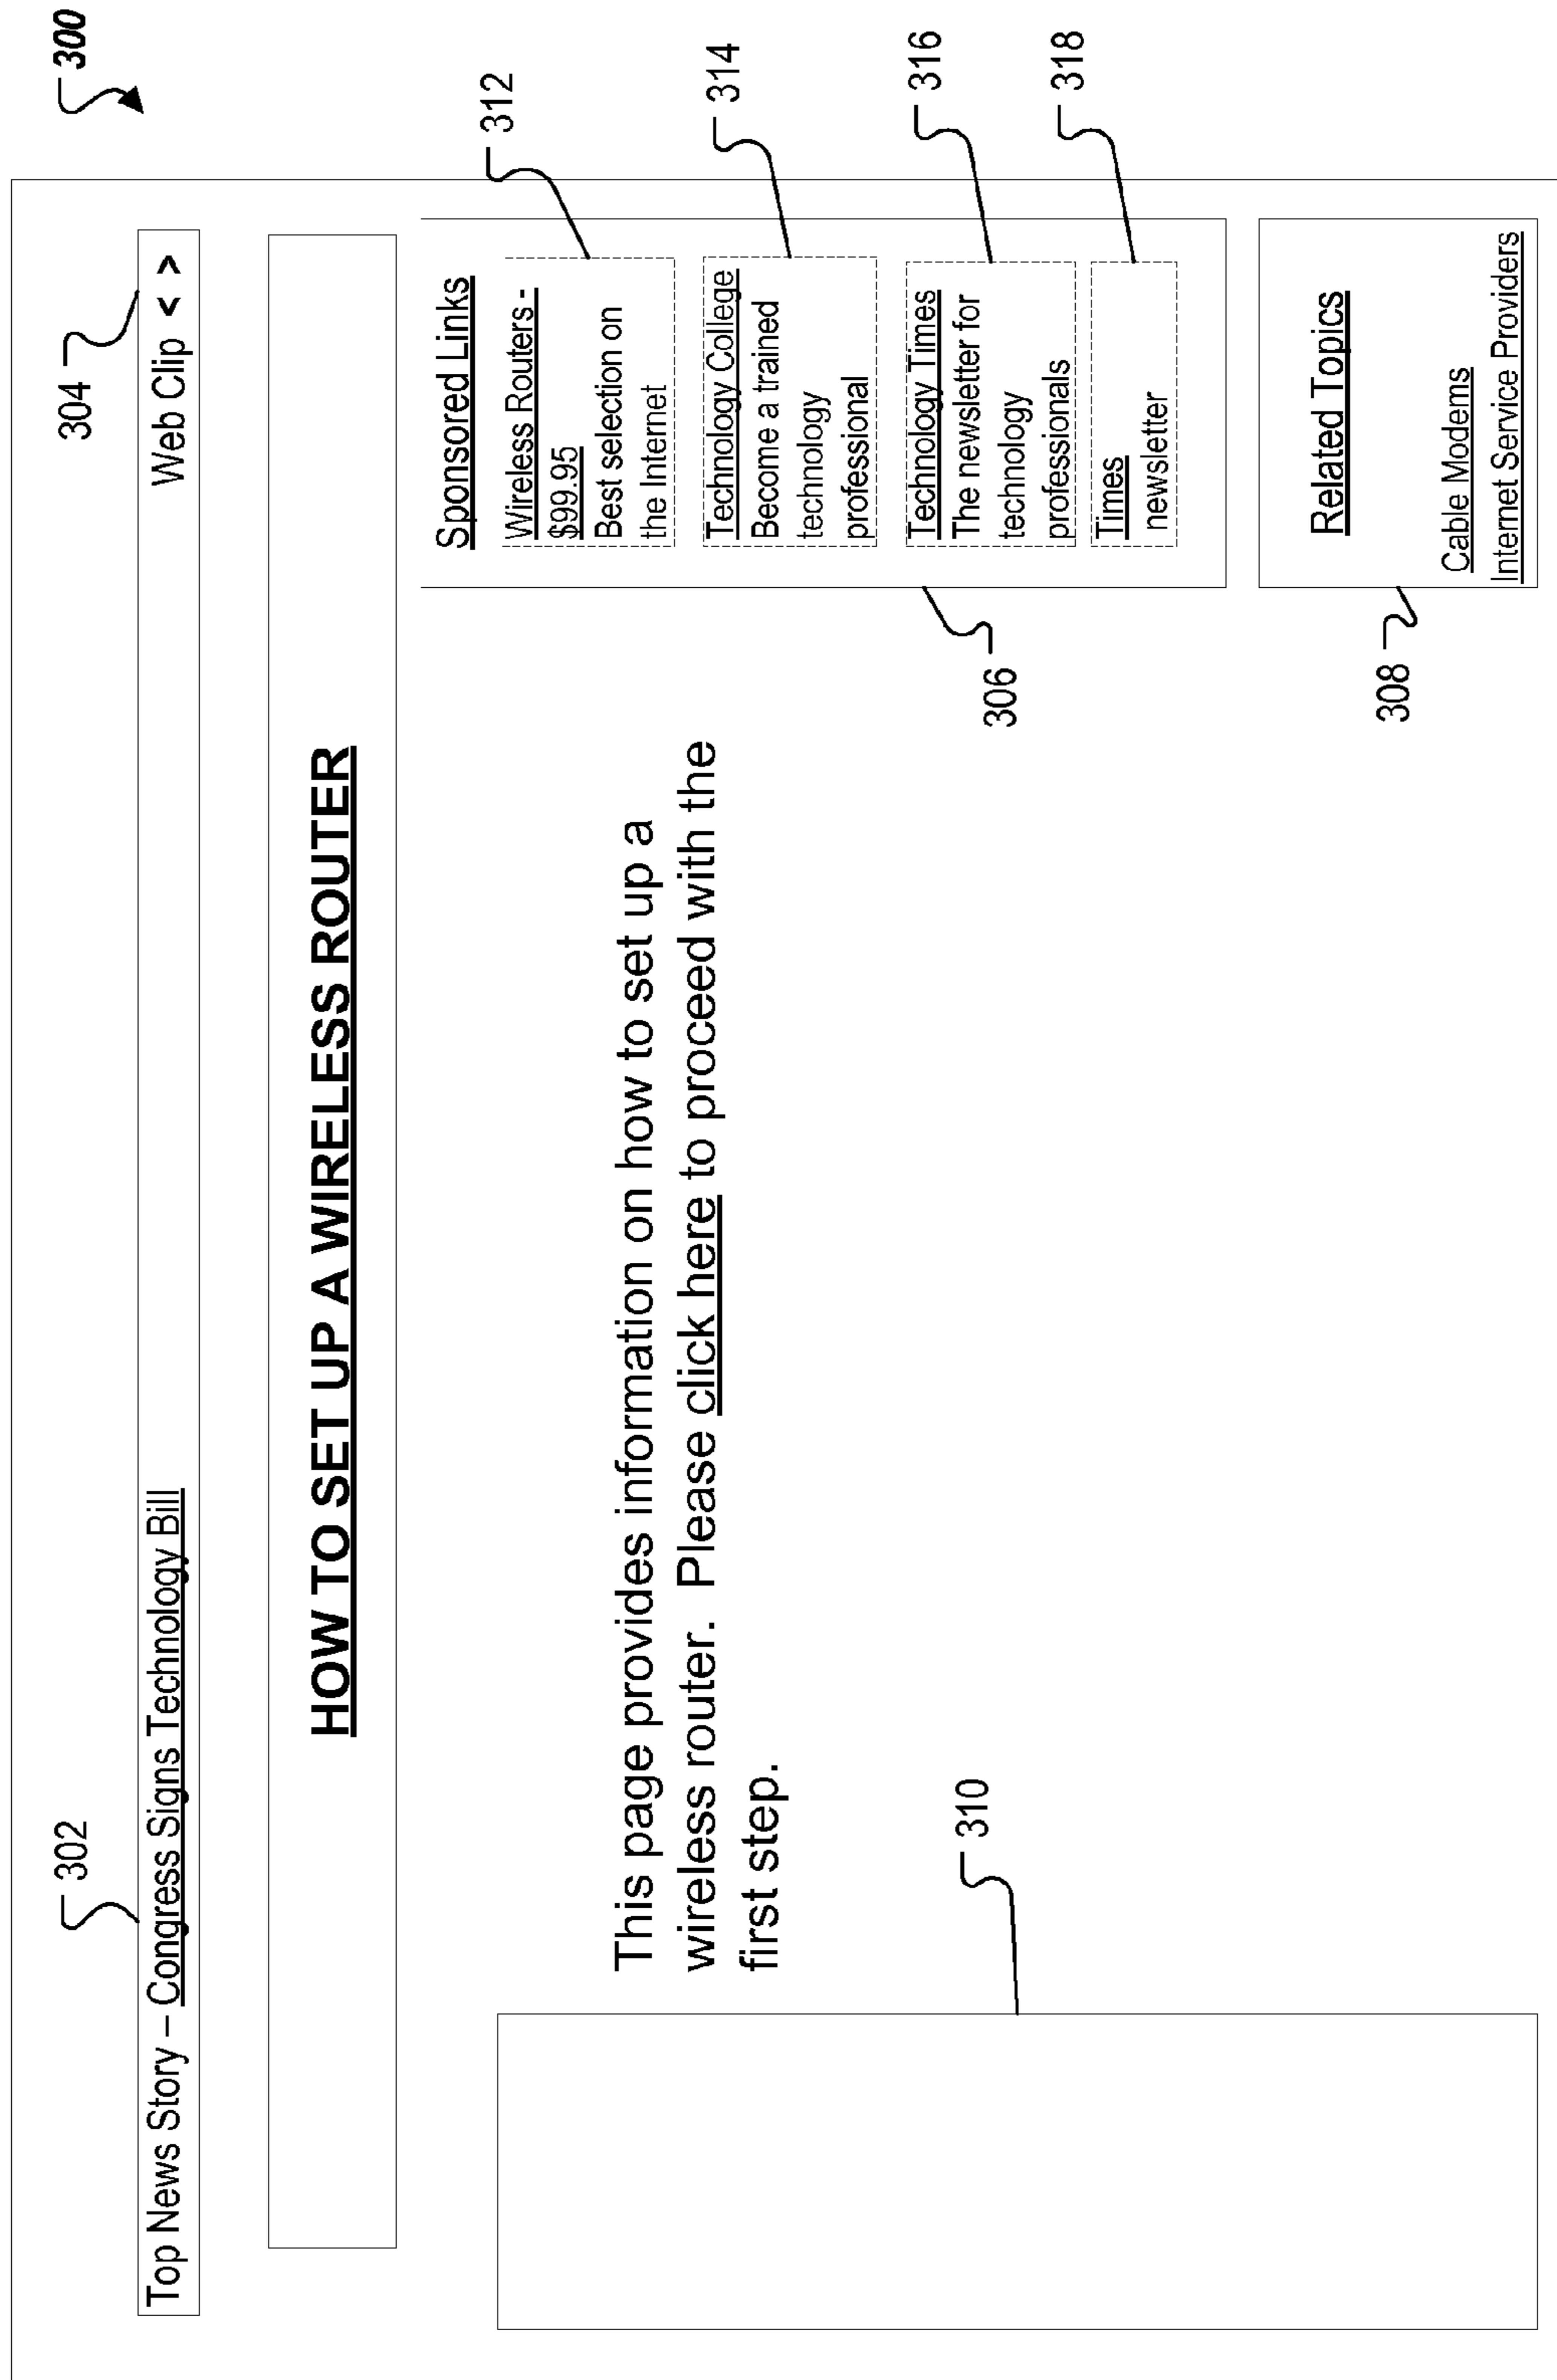 300
302
304
Top News Story – Congress Signs Technology Bill
Web Clip < >
HOW TO SET UP A WIRELESS ROUTER
This page provides information on how to set up a
wireless router. Please click here to proceed with the
first step.
310
Sponsored Links
312
Wireless Routers -
$99.95
Best selection on
the Internet
314
Technology College
Become a trained
technology
professional
316
Technology Times
The newsletter for
technology
professionals
318
Times
newsletter
306
Related Topics
Cable Modems
Internet Service Providers
308